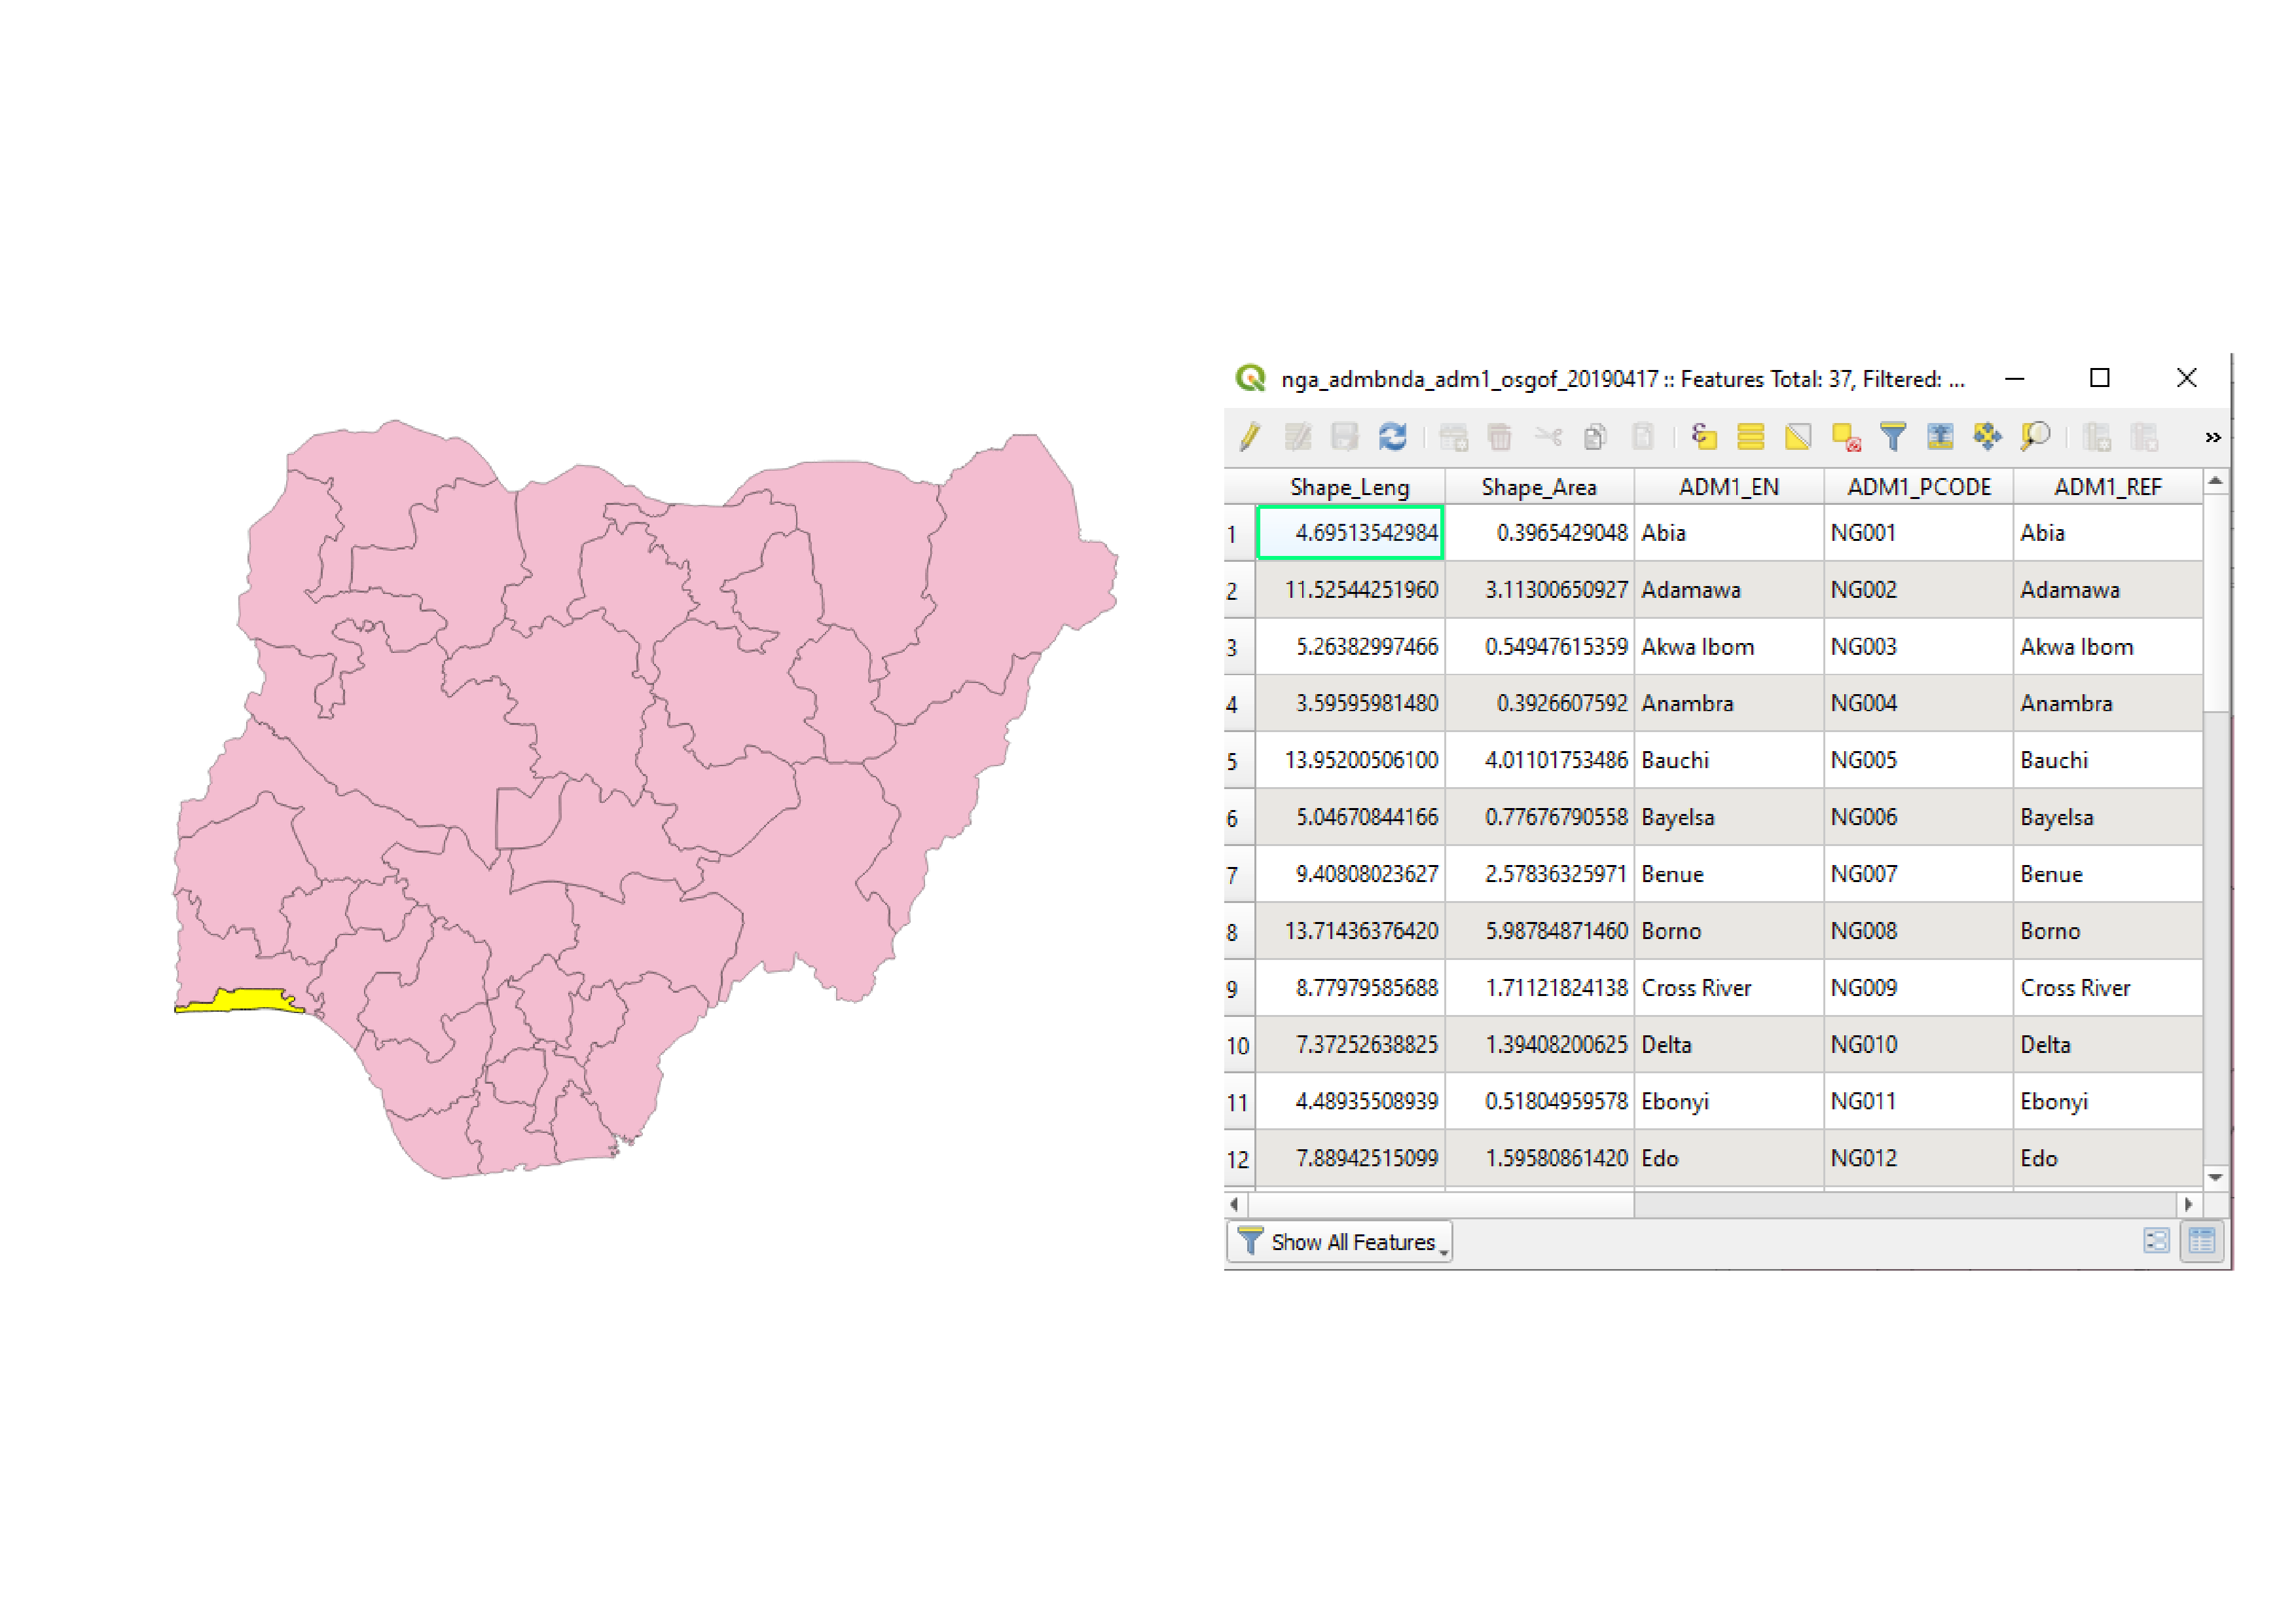 nga_admbnda_adm1_osgof_20190417 :: Features Total: 37, Filtered: ...
Shape_Leng Shape_Area ADM1_EN ADM1_PCODE ADM1_REF
1 4.69513542984 0.3965429048 Abia NG001 Abia
2 11.52544251960 3.11300650927 Adamawa NG002 Adamawa
3 5.26382997466 0.54947615359 Akwa Ibom NG003 Akwa Ibom
4 3.59595981480 0.3926607592 Anambra NG004 Anambra
5 13.95200506100 4.01101753486 Bauchi NG005 Bauchi
6 5.04670844166 0.77676790558 Bayelsa NG006 Bayelsa
7 9.40808023627 2.57836325971 Benue NG007 Benue
8 13.71436376420 5.98784871460 Borno NG008 Borno
9 8.77979585688 1.71121824138 Cross River NG009 Cross River
10 7.37252638825 1.39408200625 Delta NG010 Delta
11 4.48935508939 0.51804959578 Ebonyi NG011 Ebonyi
12 7.88942515099 1.59580861420 Edo NG012 Edo
Show All Features